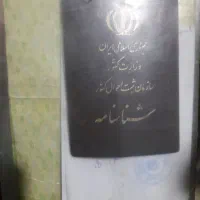 جمهوری اسلامی ایران
وزارت کشور
سازمان ثبت احوال کشور
شناسنامه